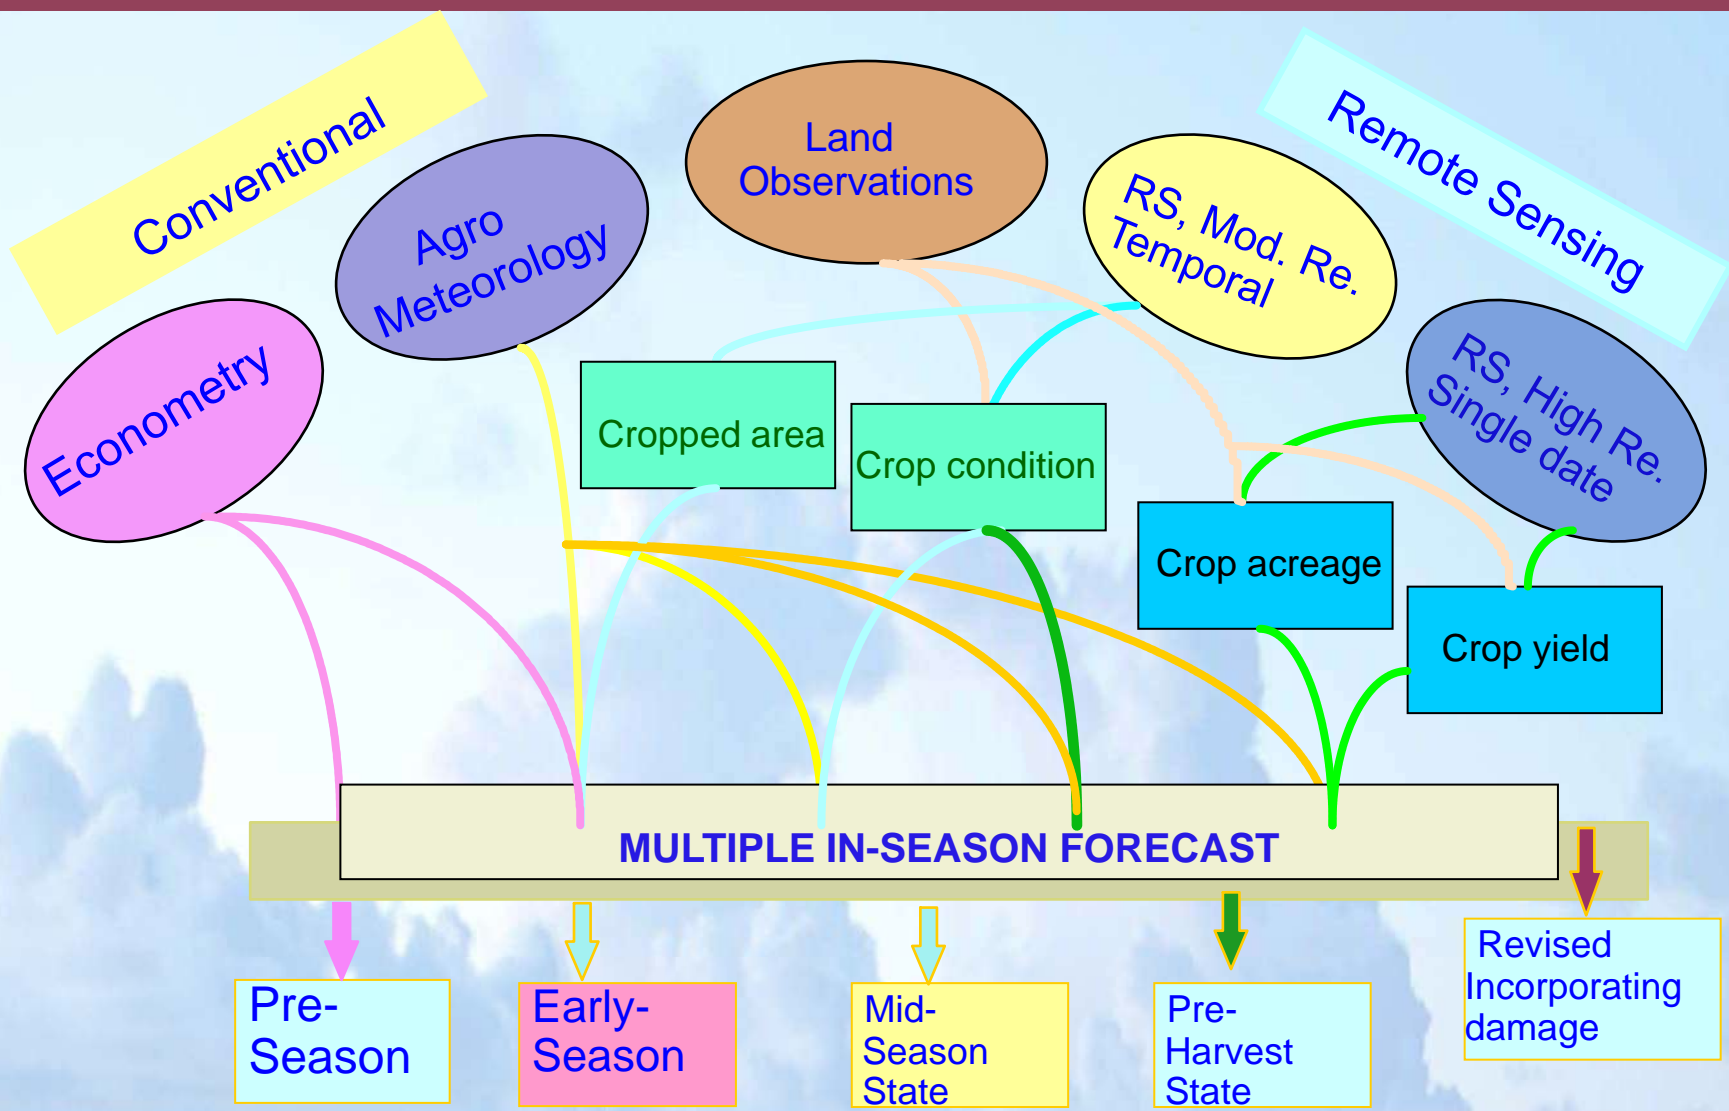 Conventional
Land
Observations
Remote Sensing
Agro
Meteorology
RS, Mod. Re.
Temporal
Econometry
RS, High Re.
Single date
Cropped area
Crop condition
Crop acreage
Crop yield
MULTIPLE IN-SEASON FORECAST
Pre-
Season
Early-
Season
Mid-
Season
State
Pre-
Harvest
State
Revised
Incorporating
damage